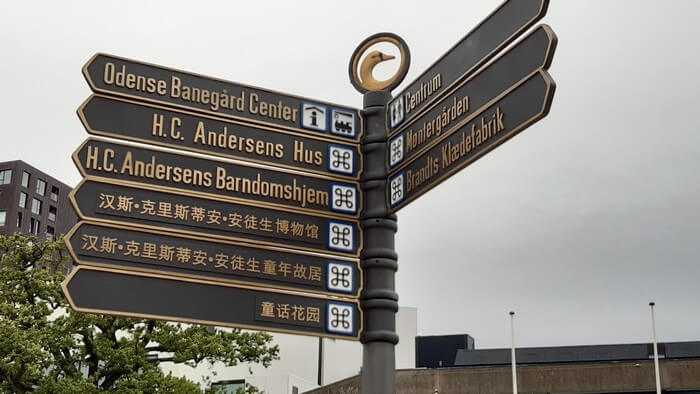 Odense Banegård Center
H.C. Andersens Hus
H.C. Andersens Barndomshjem
汉斯•克里斯蒂安•安徒生博物馆
汉斯•克里斯蒂安•安徒生童年故居
童话花园
Centrum
Møntergården
Brandts Klædefabrik